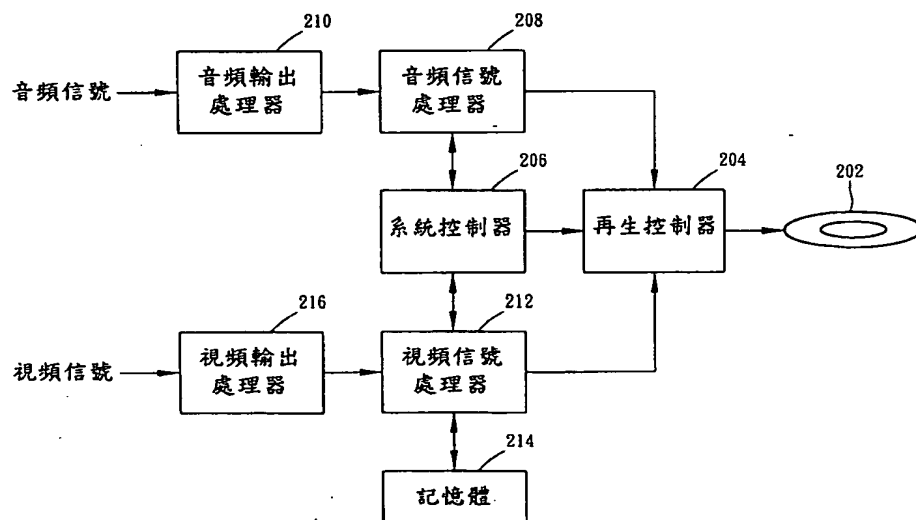 210
208
音頻信號
音頻輸出
處理器
音頻信號
處理器
206
204
202
系統控制器
再生控制器
216
212
視頻信號
視頻輸出
處理器
視頻信號
處理器
214
記憶體